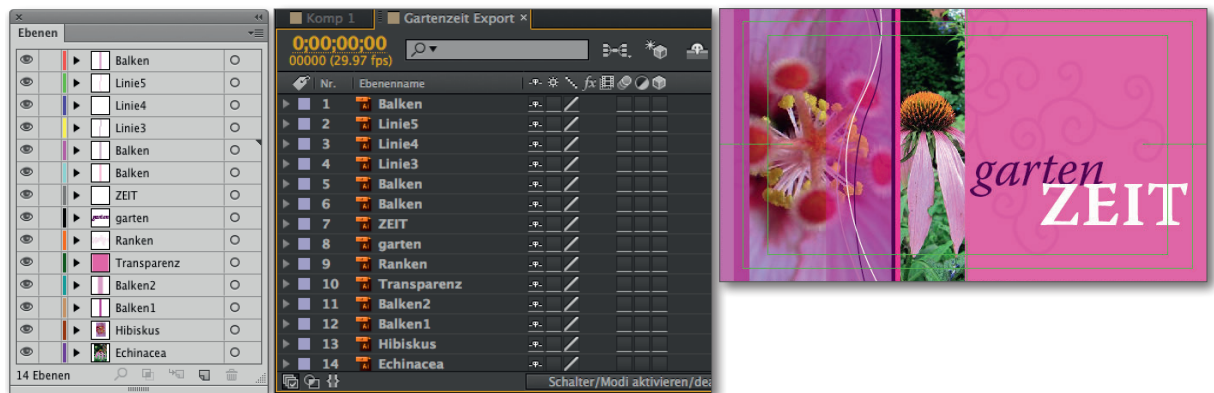 Ebenen
Balken
Linie5
Linie4
Linie3
Balken
Balken
ZEIT
garten
Ranken
Transparenz
Balken2
Balken1
Hibiskus
Echinacea
14 Ebenen
Komp 1
Gartenzeit Export ×
0;00;00;00
00000 (29.97 fps)
Nr. Ebenenname
fx
1 Balken
2 Linie5
3 Linie4
4 Linie3
5 Balken
6 Balken
7 ZEIT
8 garten
9 Ranken
10 Transparenz
11 Balken2
12 Balken1
13 Hibiskus
14 Echinacea
Schalter/Modi aktivieren/dea
garten
ZEIT